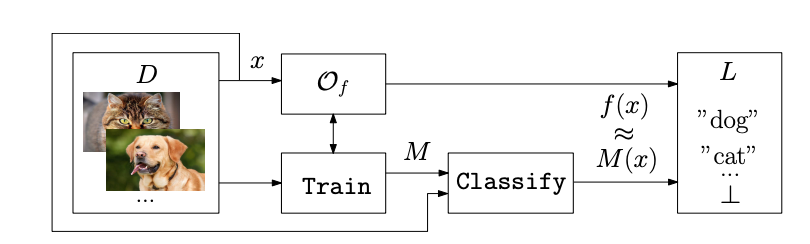 D
...
x
𝒪_f
Train
M
Classify
f(x)
≈
M(x)
L
"dog"
"cat"
...
⊥